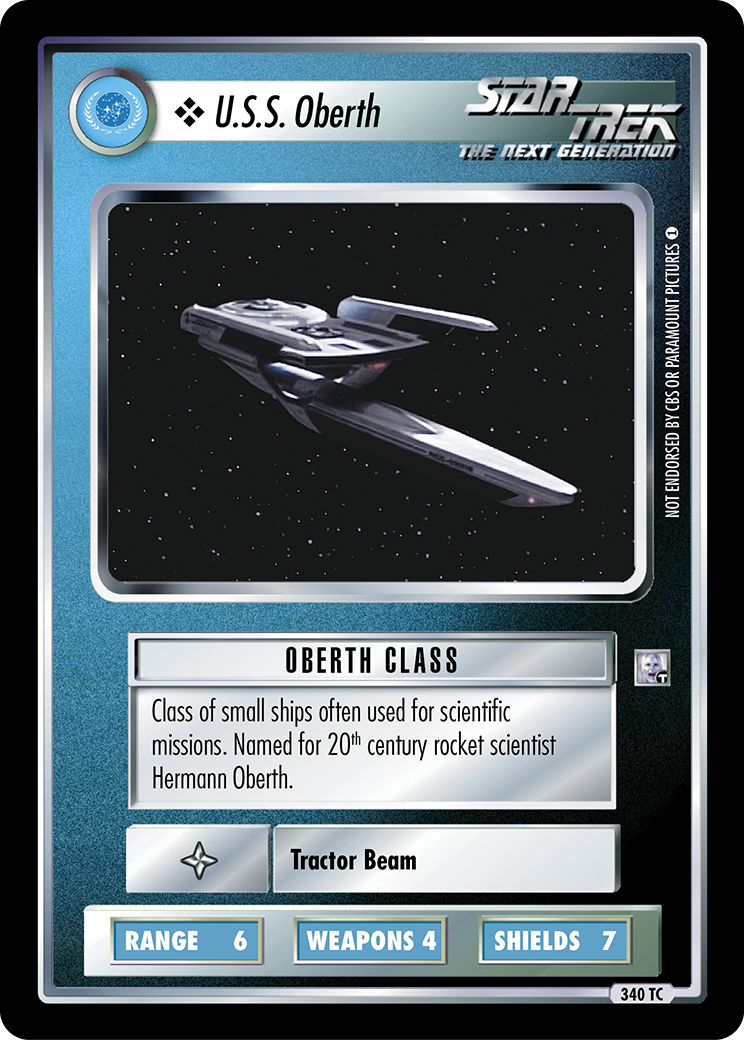 ❖ U.S.S. Oberth
STAR TREK
THE NEXT GENERATION
NOT ENDORSED BY CBS OR PARAMOUNT PICTURES 1
OBERTH CLASS
T
Class of small ships often used for scientific
missions. Named for 20th century rocket scientist
Hermann Oberth.
Tractor Beam
RANGE 6 WEAPONS 4 SHIELDS 7
340 TC